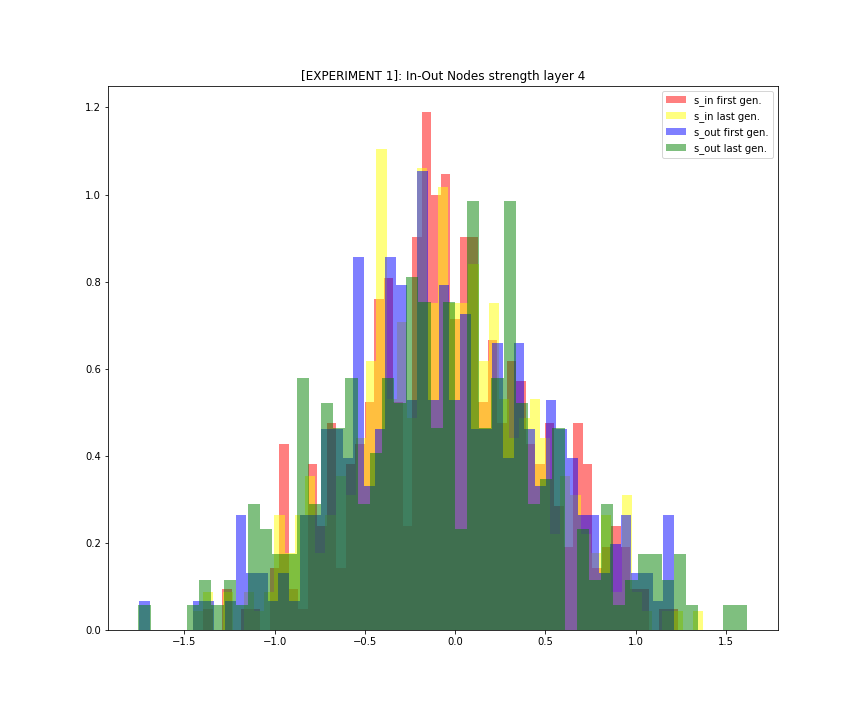 [EXPERIMENT 1]: In-Out Nodes strength layer 4
s_in first gen.
s_in last gen.
s_out first gen.
s_out last gen.
1.2
1.0
0.8
0.6
0.4
0.2
0.0
−1.5 −1.0 −0.5 0.0 0.5 1.0 1.5